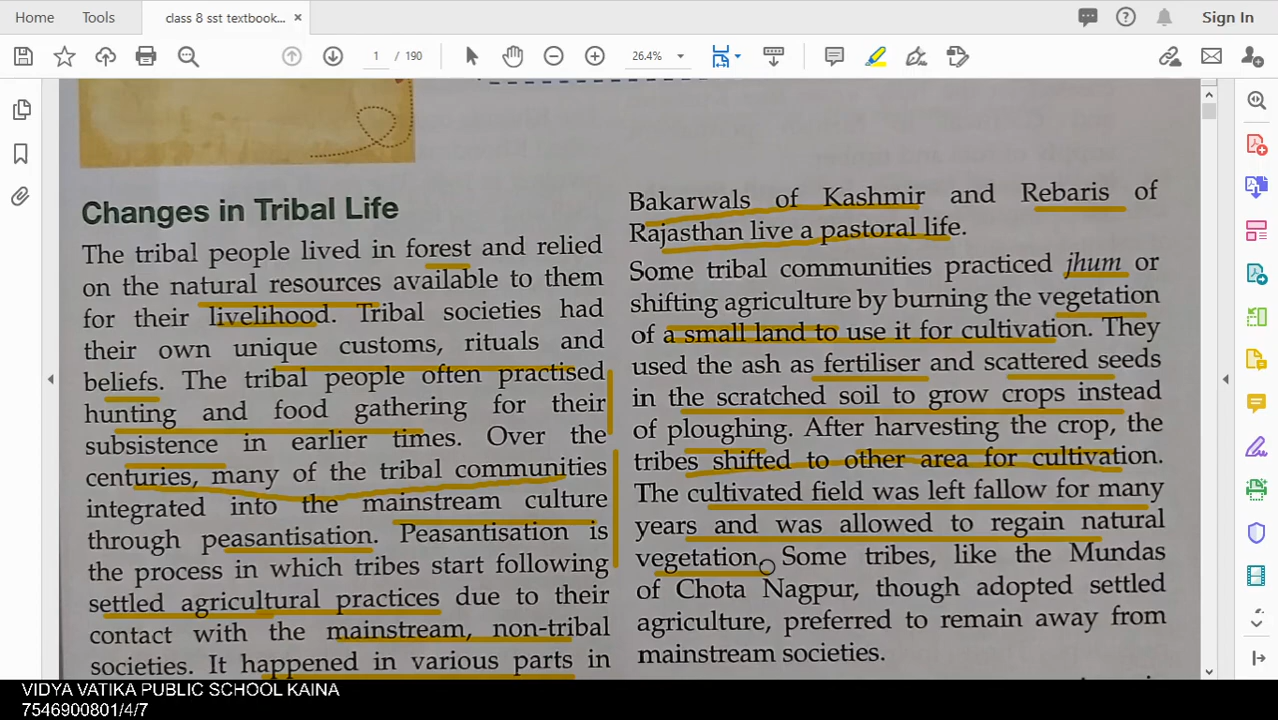 Home
Tools
class 8 sst textbook...
Sign In
1 / 190
26.4%
Changes in Tribal Life
The tribal people lived in forest and relied
on the natural resources available to them
for their livelihood. Tribal societies had
their own unique customs, rituals and
beliefs. The tribal people often practised
hunting and food gathering for their
subsistence in earlier times. Over the
centuries, many of the tribal communities
integrated into the mainstream culture
through peasantisation. Peasantisation is
the process in which tribes start following
settled agricultural practices due to their
contact with the mainstream, non-tribal
societies. It happened in various parts in
Bakarwals of Kashmir and Rebaris of
Rajasthan live a pastoral life.
Some tribal communities practiced jhum or
shifting agriculture by burning the vegetation
of a small land to use it for cultivation. They
used the ash as fertiliser and scattered seeds
in the scratched soil to grow crops instead
of ploughing. After harvesting the crop, the
tribes shifted to other area for cultivation.
The cultivated field was left fallow for many
years and was allowed to regain natural
vegetation. Some tribes, like the Mundas
of Chota Nagpur, though adopted settled
agriculture, preferred to remain away from
mainstream societies.
VIDYA VATIKA PUBLIC SCHOOL KAINA
7546900801/4/7